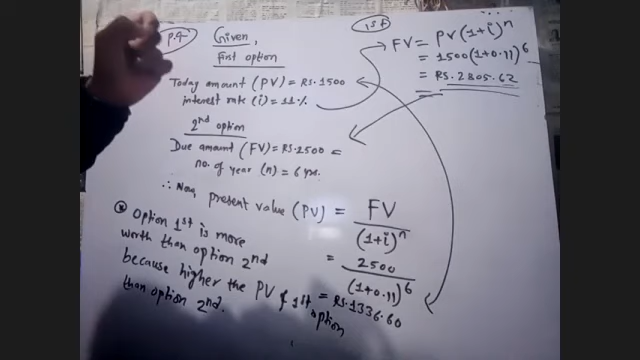 P.4
Given,
First option
Today amount (PV) = Rs. 1500
interest rate (i) = 11%
2nd option
Due amount (FV) = Rs. 2500
no. of year (n) = 6 yrs.
∴ Now, present value (PV) = FV / (1+i)^n
= 2500 / (1+0.11)^6
= Rs. 1336.60
Option 1st is more
worth than option 2nd
because higher the PV of 1st option
than option 2nd.
1st
FV = PV(1+i)^n
= 1500(1+0.11)^6
= Rs. 2805.62